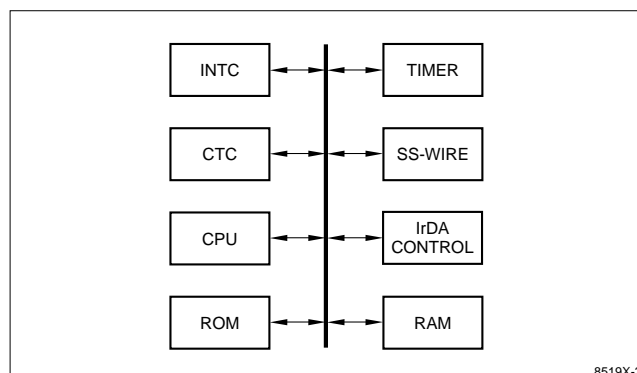 INTC
TIMER
CTC
SS-WIRE
CPU
IrDA
CONTROL
ROM
RAM